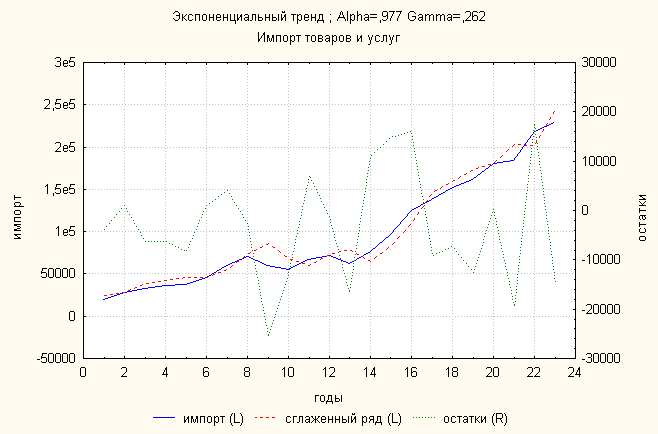 Экспоненциальный тренд ; Alpha=,977 Gamma=,262
Импорт товаров и услуг
3e5
2,5e5
2e5
1,5e5
1e5
50000
0
-50000
импорт
30000
20000
10000
0
-10000
-20000
-30000
остатки
0 2 4 6 8 10 12 14 16 18 20 22 24
годы
импорт (L) сглаженный ряд (L) остатки (R)